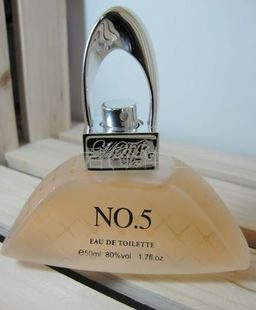 NO.5
EAU DE TOILETTE
℮50ml 80%vol 1.7fl.oz